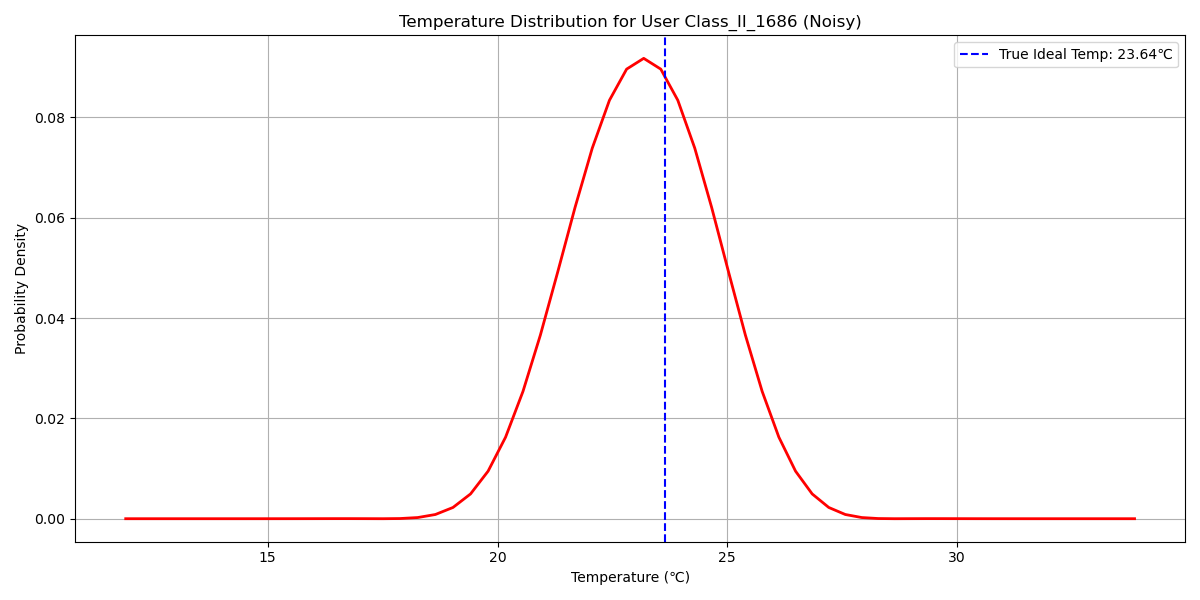 Temperature Distribution for User Class_II_1686 (Noisy)
True Ideal Temp: 23.64℃
0.08
0.06
0.04
0.02
0.00
Probability Density
15
20
25
30
Temperature (℃)